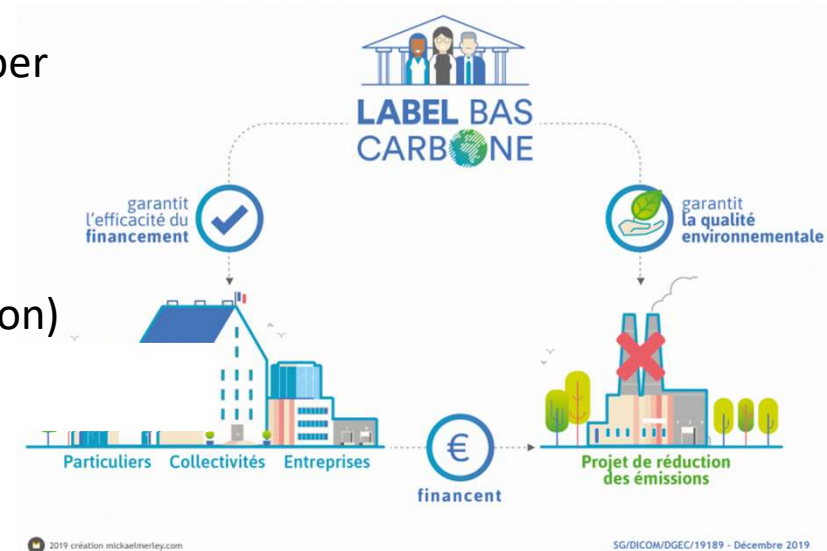 per
on)
LABEL BAS
CARBONE
garantit
l'efficacité du
financement
garantit
la qualité
environnementale
Particuliers Collectivités Entreprises
€
financent
Projet de réduction
des émissions
2019 création mickaelmerley.com
SG/DICOM/DGEC/19189 - Décembre 2019